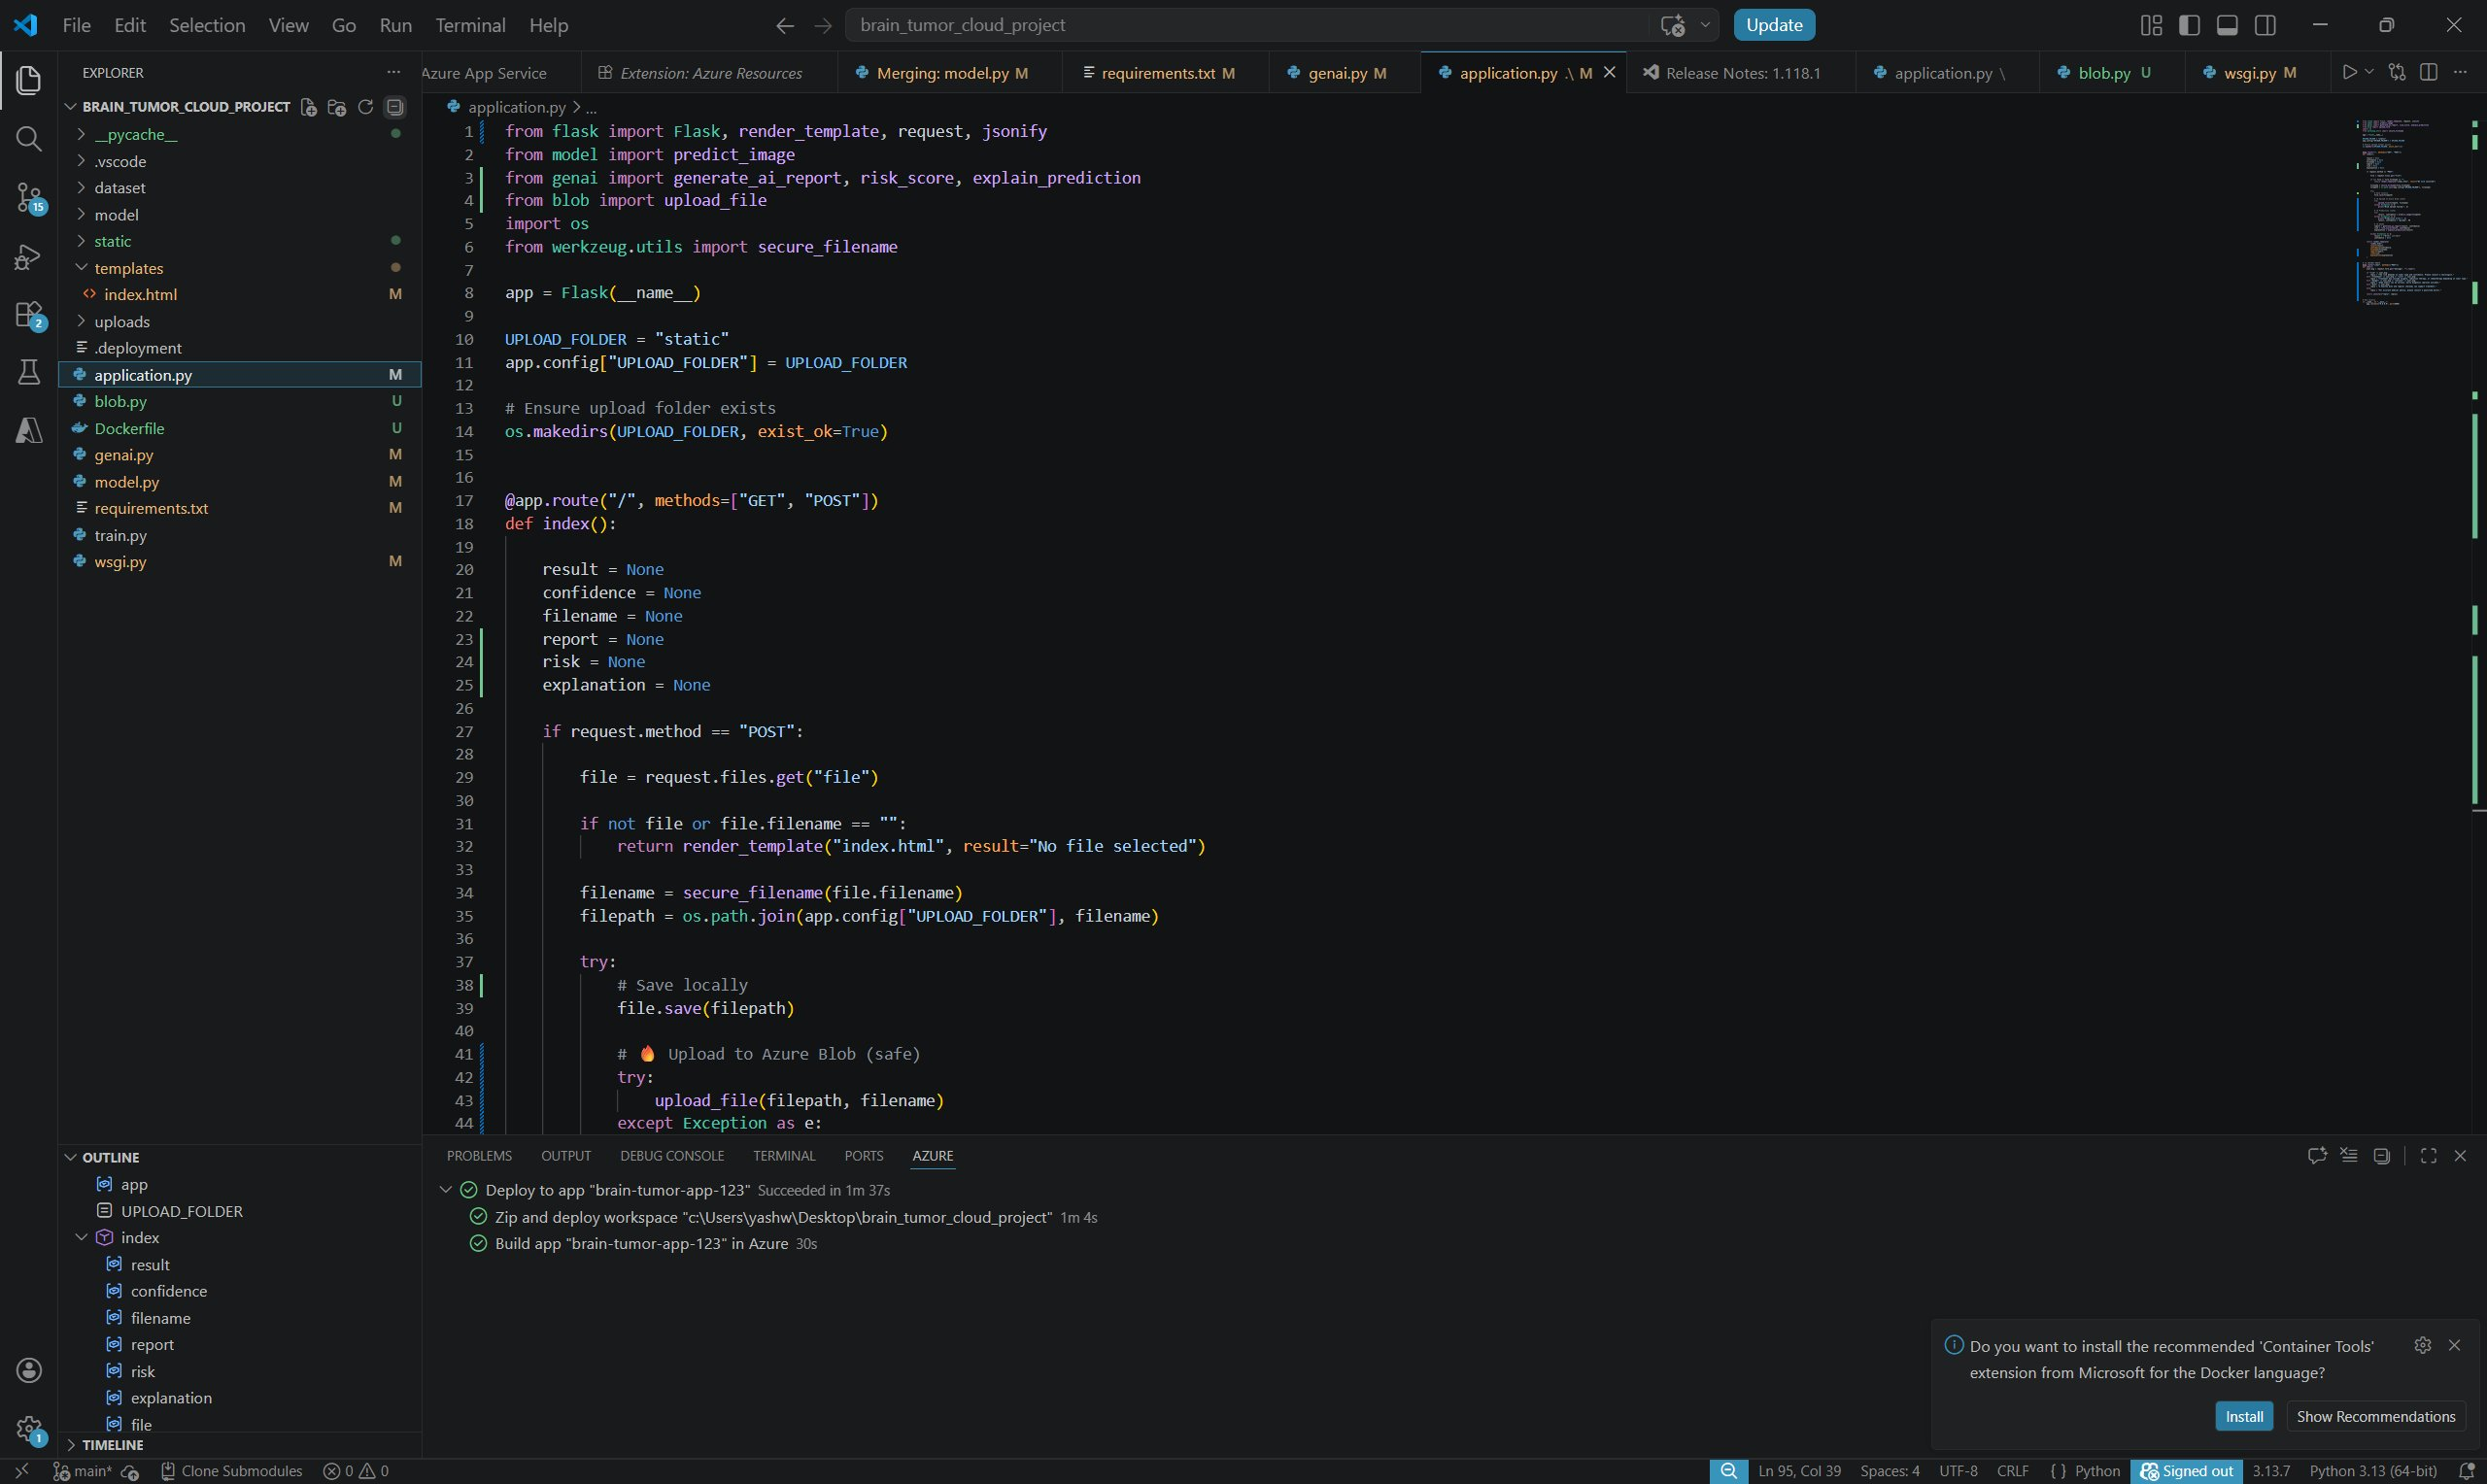 File Edit Selection View Go Run Terminal Help
brain_tumor_cloud_project
Update
EXPLORER
BRAIN_TUMOR_CLOUD_PROJECT
__pycache__
.vscode
dataset
model
static
templates
index.html M
uploads
.deployment
application.py M
blob.py U
Dockerfile U
genai.py M
model.py M
requirements.txt M
train.py
wsgi.py M
15
2
1
OUTLINE
app
UPLOAD_FOLDER
index
result
confidence
filename
report
risk
explanation
file
TIMELINE
Azure App Service
Extension: Azure Resources
Merging: model.py M
requirements.txt M
genai.py M
application.py .\ M
Release Notes: 1.118.1
application.py \
blob.py U
wsgi.py M
application.py > ...
1 from flask import Flask, render_template, request, jsonify
2 from model import predict_image
3 from genai import generate_ai_report, risk_score, explain_prediction
4 from blob import upload_file
5 import os
6 from werkzeug.utils import secure_filename
7
8 app = Flask(__name__)
9
10 UPLOAD_FOLDER = "static"
11 app.config["UPLOAD_FOLDER"] = UPLOAD_FOLDER
12
13 # Ensure upload folder exists
14 os.makedirs(UPLOAD_FOLDER, exist_ok=True)
15
16
17 @app.route("/", methods=["GET", "POST"])
18 def index():
19
20 result = None
21 confidence = None
22 filename = None
23 report = None
24 risk = None
25 explanation = None
26
27 if request.method == "POST":
28
29 file = request.files.get("file")
30
31 if not file or file.filename == "":
32 return render_template("index.html", result="No file selected")
33
34 filename = secure_filename(file.filename)
35 filepath = os.path.join(app.config["UPLOAD_FOLDER"], filename)
36
37 try:
38 # Save locally
39 file.save(filepath)
40
41 # 🔥 Upload to Azure Blob (safe)
42 try:
43 upload_file(filepath, filename)
44 except Exception as e:
PROBLEMS OUTPUT DEBUG CONSOLE TERMINAL PORTS AZURE
Deploy to app "brain-tumor-app-123" Succeeded in 1m 37s
Zip and deploy workspace "c:\Users\yashw\Desktop\brain_tumor_cloud_project" 1m 4s
Build app "brain-tumor-app-123" in Azure 30s
Do you want to install the recommended 'Container Tools'
extension from Microsoft for the Docker language?
Install Show Recommendations
main* Clone Submodules 0 0 Ln 95, Col 39 Spaces: 4 UTF-8 CRLF { } Python Signed out 3.13.7 Python 3.13 (64-bit)